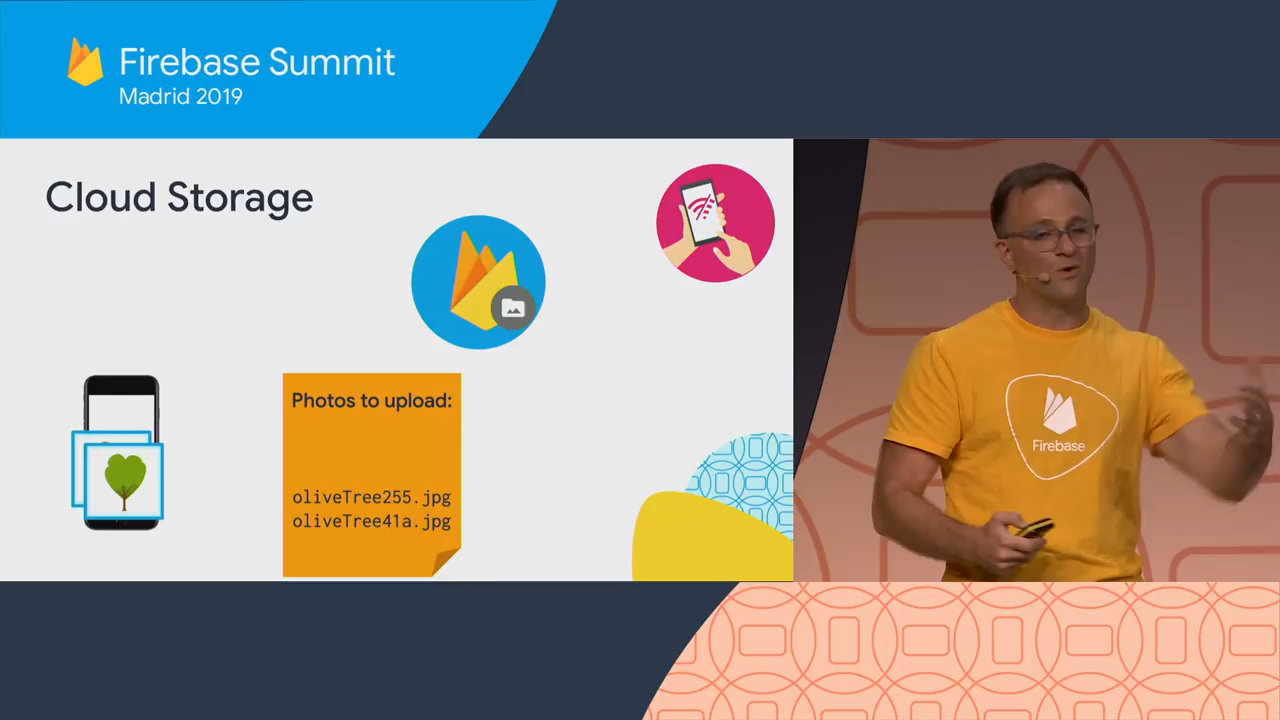 Firebase Summit
Madrid 2019
Cloud Storage
Photos to upload:
oliveTree255.jpg
oliveTree41a.jpg
Firebase